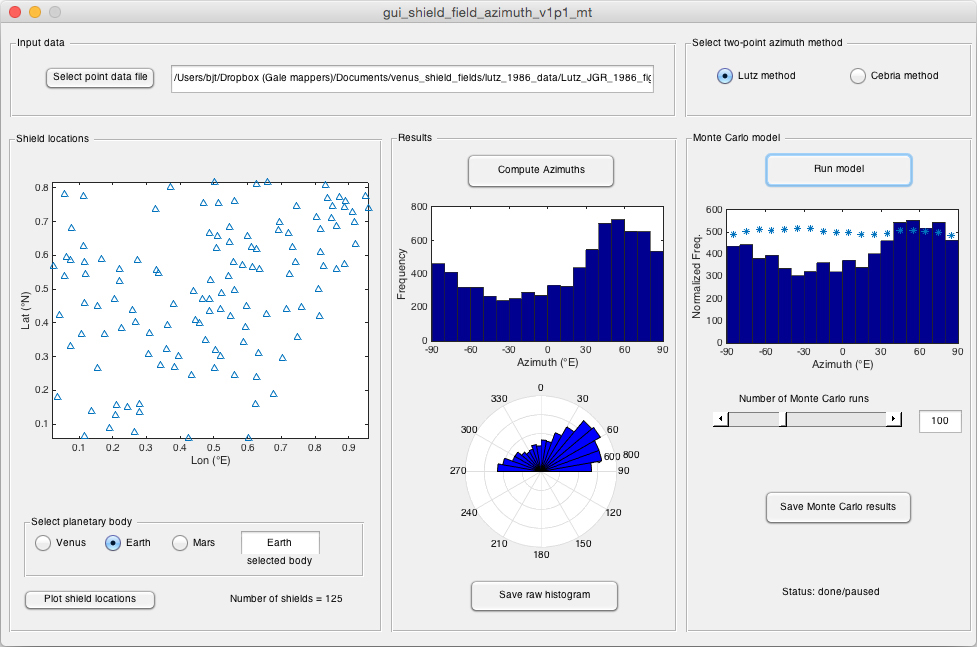 gui_shield_field_azimuth_v1p1_mt
Input data
Select point data file
/Users/bjt/Dropbox (Gale mappers)/Documents/venus_shield_fields/lutz_1986_data/Lutz_JGR_1986_fig
Select two-point azimuth method
Lutz method
Cebria method
Shield locations
0.8
0.7
0.6
0.5
0.4
0.3
0.2
0.1
Lat (°N)
0.1 0.2 0.3 0.4 0.5 0.6 0.7 0.8 0.9
Lon (°E)
Select planetary body
Venus
Earth
Mars
Earth
selected body
Plot shield locations
Number of shields = 125
Results
Compute Azimuths
800
600
400
200
0
Frequency
-90 -60 -30 0 30 60 90
Azimuth (°E)
0
330 30
300 60
600 800
270 90
240 120
210 150
180
Save raw histogram
Monte Carlo model
Run model
600
500
400
300
200
100
0
Normalized Freq.
-90 -60 -30 0 30 60 90
Azimuth (°E)
Number of Monte Carlo runs
100
Save Monte Carlo results
Status: done/paused